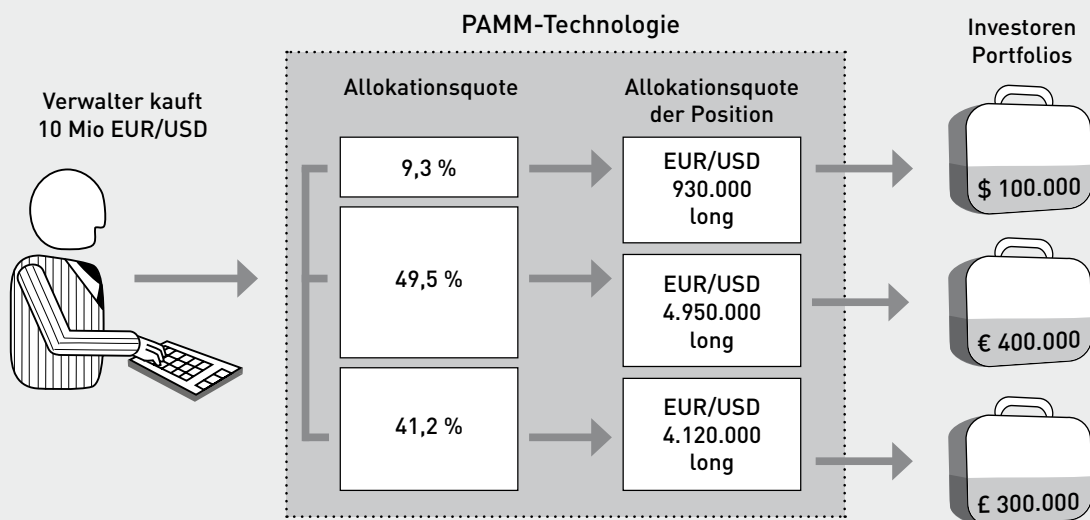 PAMM-Technologie
Verwalter kauft
10 Mio EUR/USD
Allokationsquote
9,3 %
49,5 %
41,2 %
Allokationsquote
der Position
EUR/USD
930.000
long
EUR/USD
4.950.000
long
EUR/USD
4.120.000
long
Investoren
Portfolios
$ 100.000
€ 400.000
£ 300.000